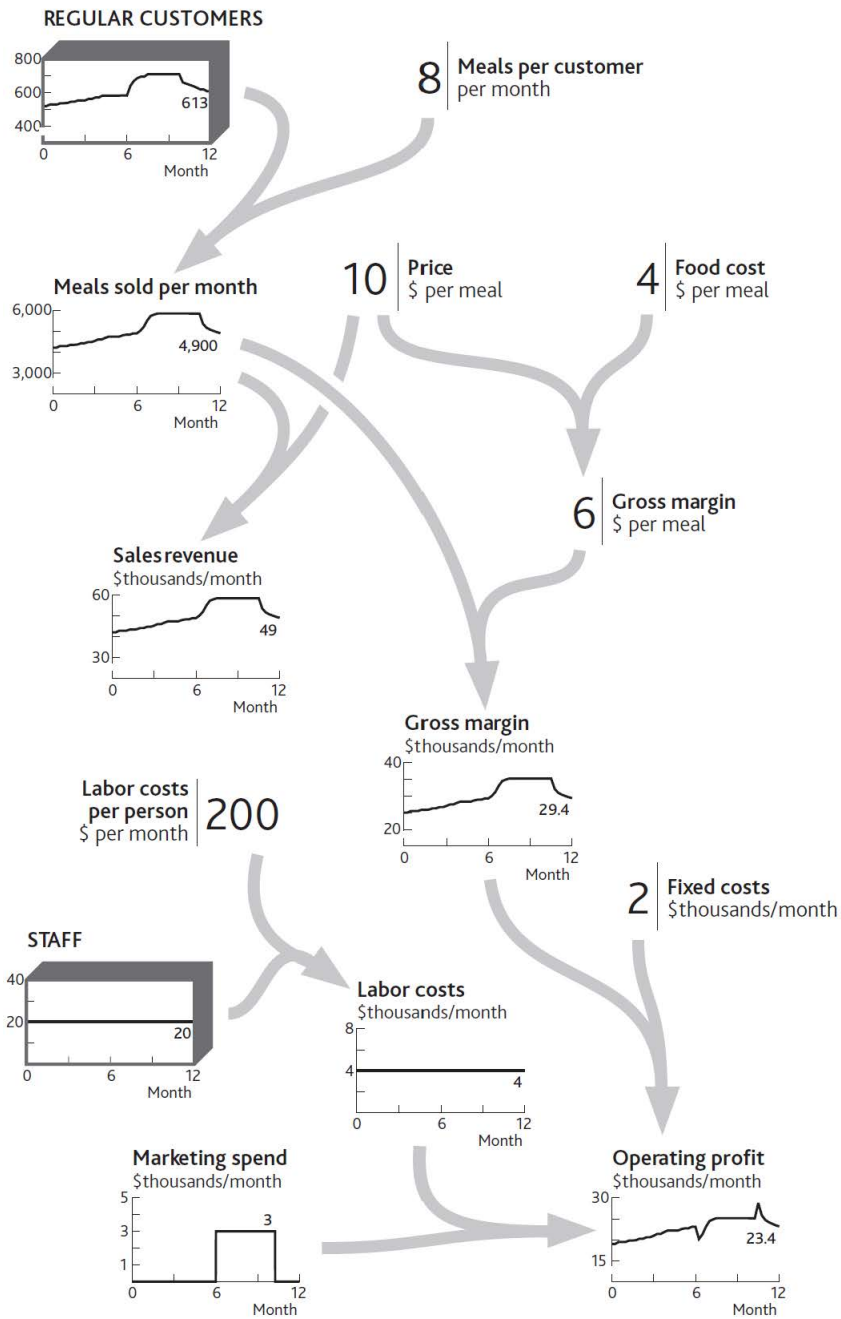 REGULAR CUSTOMERS
800
600
400
613
0 6 12
Month
8
Meals per customer
per month
Meals sold per month
6,000
3,000
4,900
0 6 12
Month
10
Price
$ per meal
4
Food cost
$ per meal
6
Gross margin
$ per meal
Sales revenue
$thousands/month
60
30
49
0 6 12
Month
Gross margin
$thousands/month
40
20
29.4
0 6 12
Month
Labor costs
per person
$ per month
200
2
Fixed costs
$thousands/month
STAFF
40
20
20
0 6 12
Month
Labor costs
$thousands/month
8
4
4
0 6 12
Month
Marketing spend
$thousands/month
5
3
1
3
0 6 12
Month
Operating profit
$thousands/month
30
15
23.4
0 6 12
Month